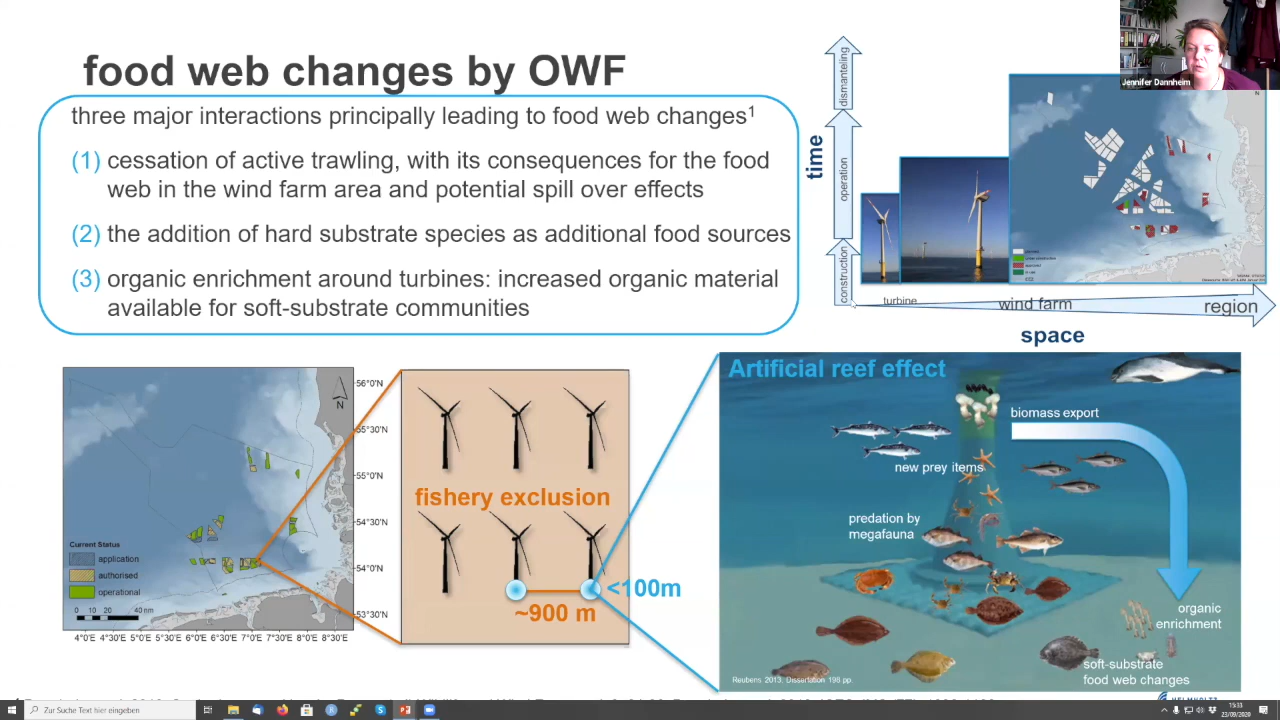 food web changes by OWF
three major interactions principally leading to food web changes¹
(1) cessation of active trawling, with its consequences for the food
web in the wind farm area and potential spill over effects
(2) the addition of hard substrate species as additional food sources
(3) organic enrichment around turbines: increased organic material
available for soft-substrate communities
Jennifer Dannheim
time
dismanteling
operation
construction
turbine
wind farm
region
space
N
56°0'N
55°30'N
55°0'N
54°30'N
54°0'N
53°30'N
Current Status
application
authorised
operational
0 10 20 40 nm
4°0'E 4°30'E 5°0'E 5°30'E 6°0'E 6°30'E 7°0'E 7°30'E 8°0'E 8°30'E
fishery exclusion
<100m
~900 m
Artificial reef effect
biomass export
new prey items
predation by
megafauna
organic
enrichment
soft-substrate
food web changes
Reubens 2013, Dissertation 198 pp.
Zur Suche Text hier eingeben
15:33
23/09/2020